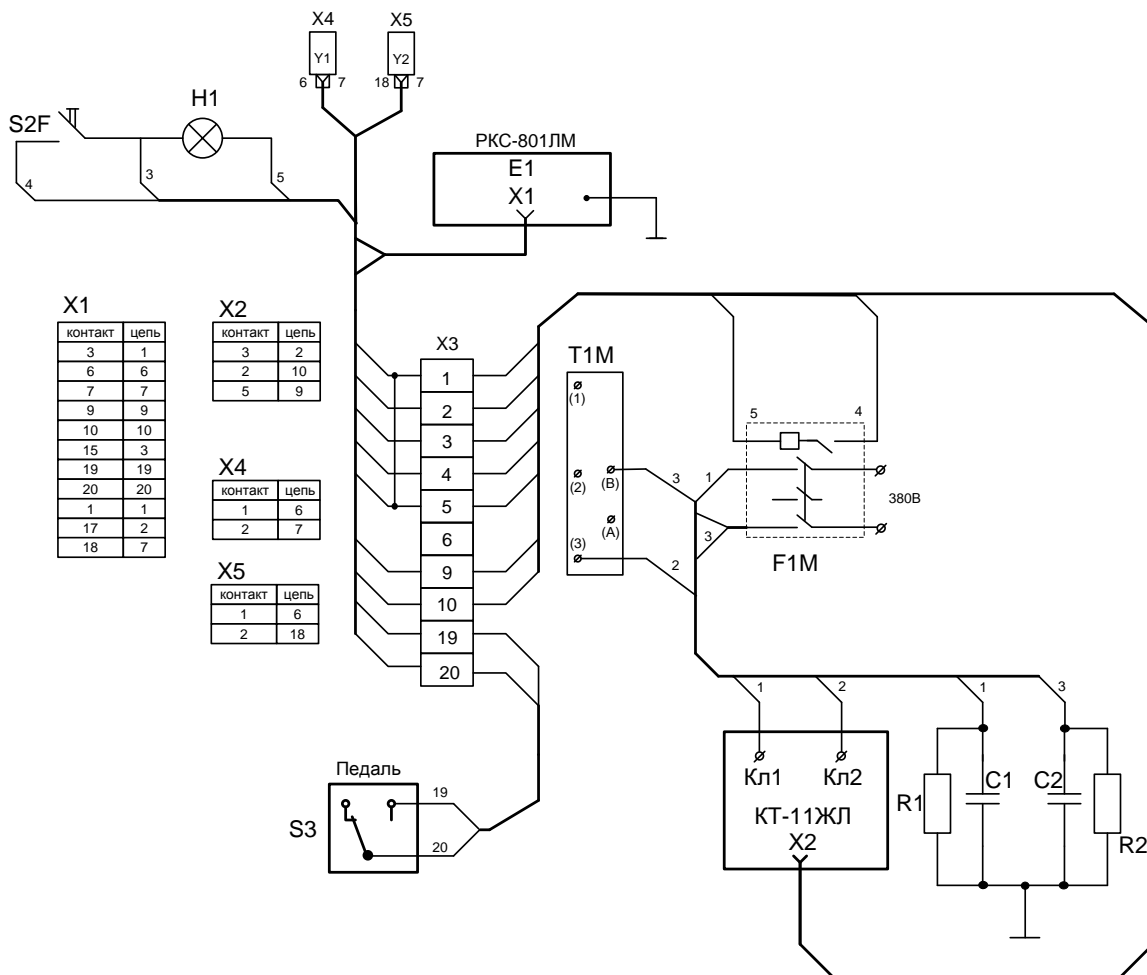 X4 X5
Y1 Y2
6 7 18 7
H1
S2F
3
5
4
РКС-801ЛМ
E1
X1
X1
контакт цепь
3 1
6 6
7 7
9 9
10 10
15 3
19 19
20 20
1 1
17 2
18 7
X2
контакт цепь
3 2
2 10
5 9
X4
контакт цепь
1 6
2 7
X5
контакт цепь
1 6
2 18
X3
1
2
3
4
5
6
9
10
19
20
T1M
(1)
(2)
(B)
(A)
(3)
3
1
3
2
5 4
380В
F1M
1 2 1 3
Кл1 Кл2
КТ-11ЖЛ
X2
R1
C1
C2
R2
Педаль
S3
19
20